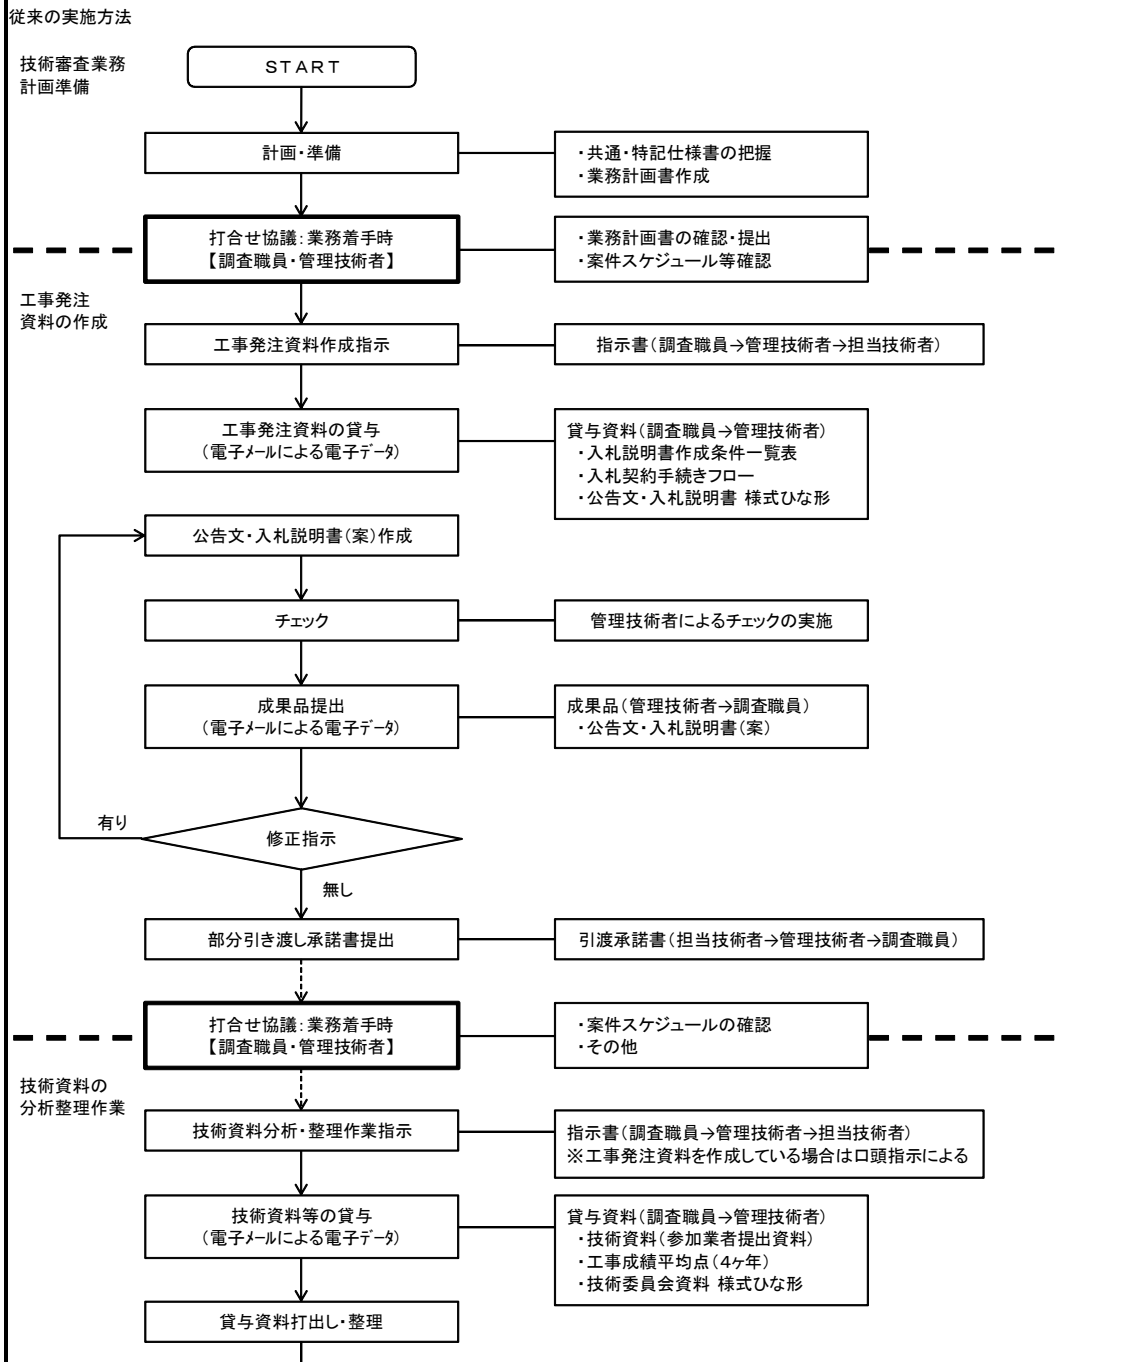 従来の実施方法
技術審査業務
計画準備
START
計画・準備
・共通・特記仕様書の把握
・業務計画書作成
打合せ協議:業務着手時
【調査職員・管理技術者】
・業務計画書の確認・提出
・案件スケジュール等確認
工事発注
資料の作成
工事発注資料作成指示
指示書(調査職員→管理技術者→担当技術者)
工事発注資料の貸与
(電子メールによる電子データ)
貸与資料(調査職員→管理技術者)
・入札説明書作成条件一覧表
・入札契約手続きフロー
・公告文・入札説明書 様式ひな形
公告文・入札説明書(案)作成
チェック
管理技術者によるチェックの実施
成果品提出
(電子メールによる電子データ)
成果品(管理技術者→調査職員)
・公告文・入札説明書(案)
有り
修正指示
無し
部分引き渡し承諾書提出
引渡承諾書(担当技術者→管理技術者→調査職員)
打合せ協議:業務着手時
【調査職員・管理技術者】
・案件スケジュールの確認
・その他
技術資料の
分析整理作業
技術資料分析・整理作業指示
指示書(調査職員→管理技術者→担当技術者)
※工事発注資料を作成している場合は口頭指示による
技術資料等の貸与
(電子メールによる電子データ)
貸与資料(調査職員→管理技術者)
・技術資料(参加業者提出資料)
・工事成績平均点(4ヶ年)
・技術委員会資料 様式ひな形
貸与資料打出し・整理